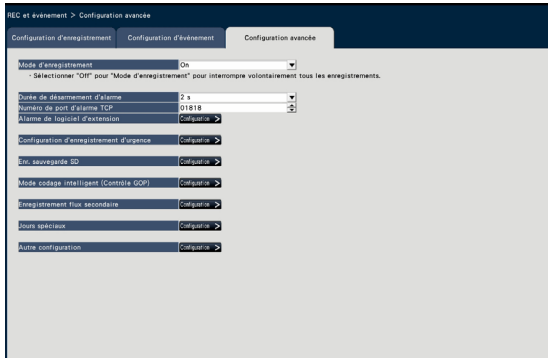 REC et événement > Configuration avancée
Configuration d'enregistrement Configuration d'événement Configuration avancée
Mode d'enregistrement On
- Sélectionner "Off" pour "Mode d'enregistrement" pour interrompre volontairement tous les enregistrements.
Durée de désarmement d'alarme 2 s
Numéro de port d'alarme TCP 01818
Alarme de logiciel d'extension Configuration >
Configuration d'enregistrement d'urgence Configuration >
Enr. sauvegarde SD Configuration >
Mode codage intelligent (Contrôle GOP) Configuration >
Enregistrement flux secondaire Configuration >
Jours spéciaux Configuration >
Autre configuration Configuration >